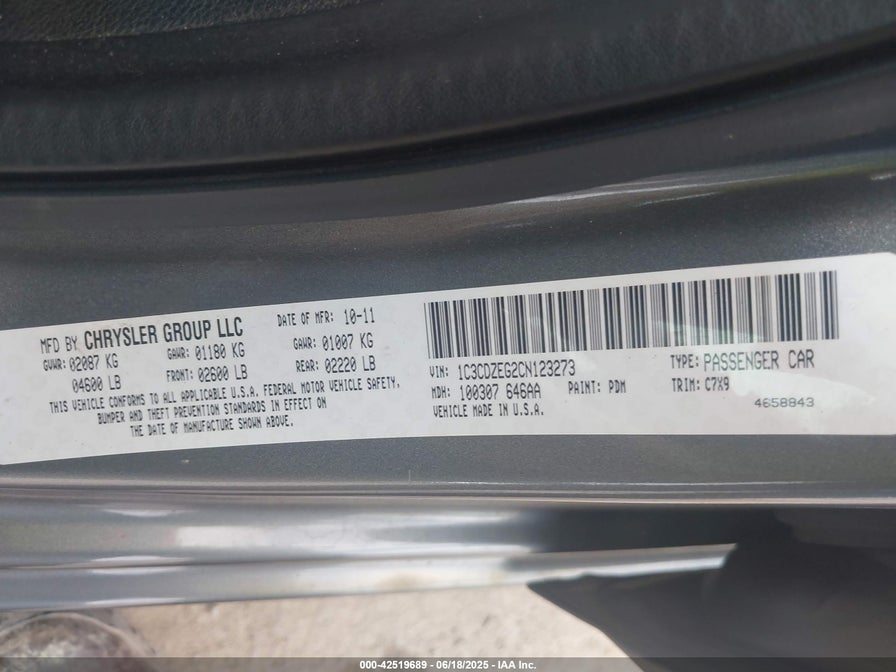 MFD BY CHRYSLER GROUP LLC DATE OF MFR: 10-11
GVWR: 02087 KG GAWR: 01180 KG GAWR: 01007 KG
04600 LB FRONT: 02600 LB REAR: 02220 LB
THIS VEHICLE CONFORMS TO ALL APPLICABLE U.S.A. FEDERAL MOTOR VEHICLE SAFETY,
BUMPER AND THEFT PREVENTION STANDARDS IN EFFECT ON
THE DATE OF MANUFACTURE SHOWN ABOVE.
VIN: 1C3CDZEG2CN123273 TYPE: PASSENGER CAR
MDH: 100307 646AA PAINT: PDM TRIM: C7X9
VEHICLE MADE IN U.S.A. 4658843
000-42519689 - 06/18/2025 - IAA Inc.